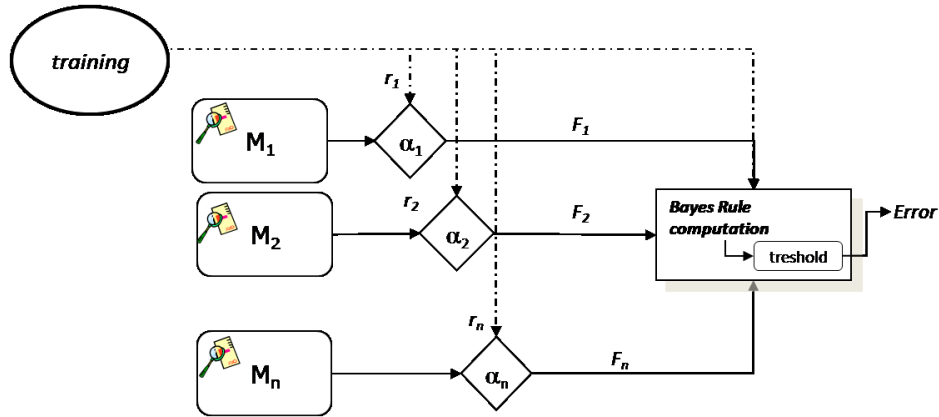 training
r1
M1
α1
F1
r2
M2
α2
F2
Bayes Rule
computation
treshold
Error
rn
Mn
αn
Fn